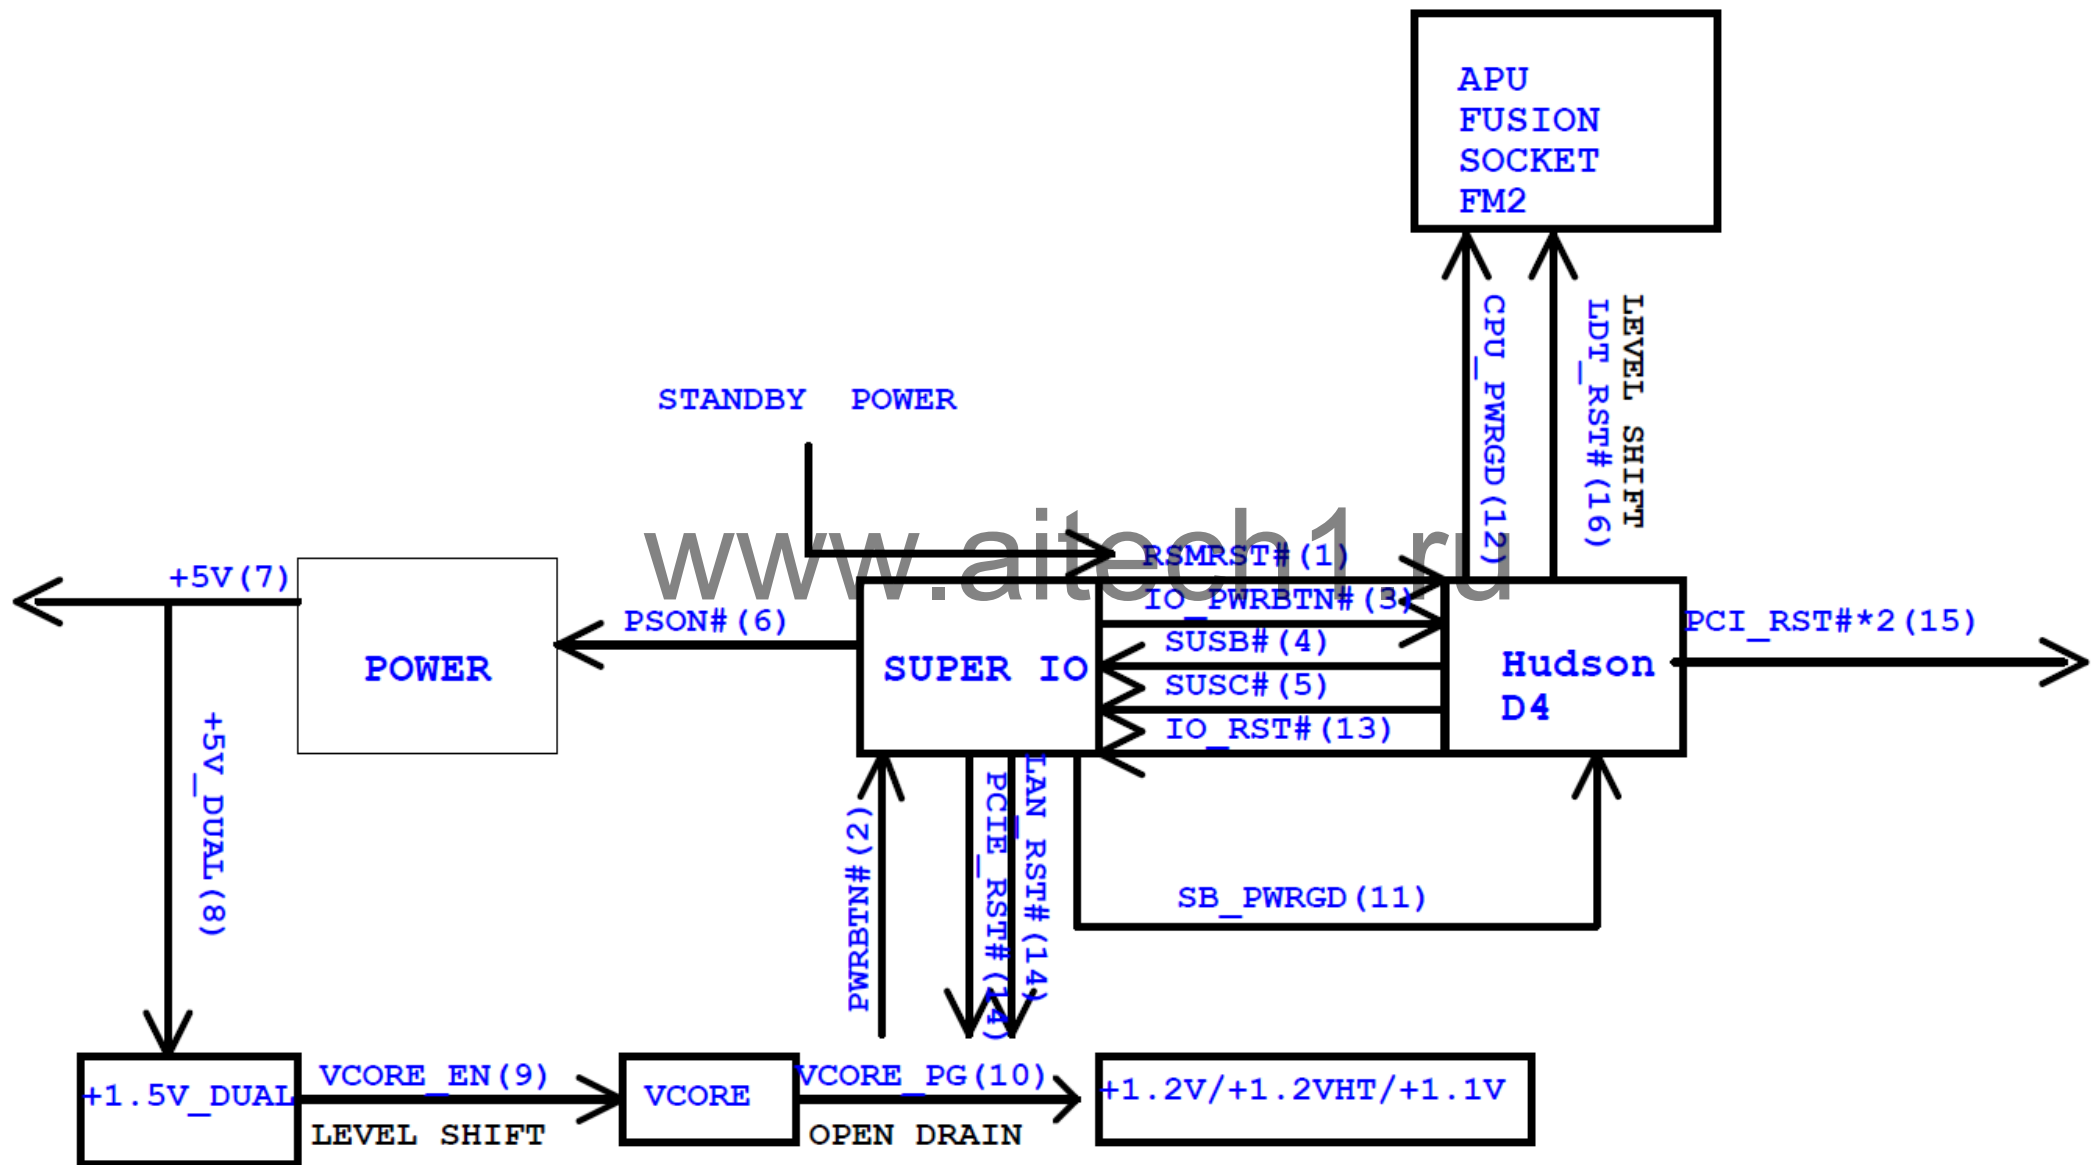 APU
FUSION
SOCKET
FM2
CPU_PWRGD(12)
LDT_RST#(16)
LEVEL SHIFT
STANDBY POWER
www.aitech1.ru
RSMRST#(1)
+5V(7)
IO_PWRBTN#(3)
PSON#(6)
PCI_RST#*2(15)
SUSB#(4)
POWER
SUPER IO
Hudson
D4
SUSC#(5)
IO_RST#(13)
+5V_DUAL(8)
PWRBTN#(2)
PCIE_RST#(14)
LAN_RST#(14)
SB_PWRGD(11)
+1.5V_DUAL
VCORE_EN(9)
LEVEL SHIFT
VCORE
VCORE_PG(10)
OPEN DRAIN
+1.2V/+1.2VHT/+1.1V